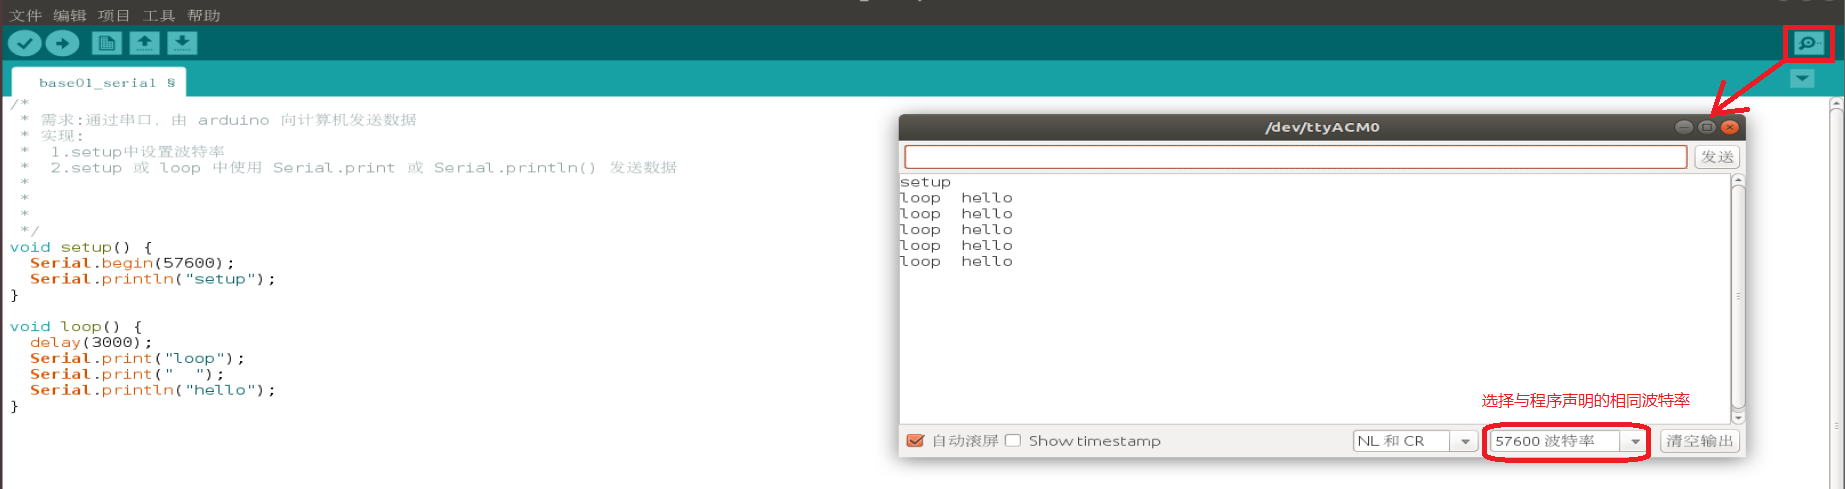 文件 编辑 项目 工具 帮助
base01_serial §
/*
* 需求:通过串口，由 arduino 向计算机发送数据
* 实现:
* 1.setup中设置波特率
* 2.setup 或 loop 中使用 Serial.print 或 Serial.println() 发送数据
*
*
*
*/
void setup() {
Serial.begin(57600);
Serial.println("setup");
}
void loop() {
delay(3000);
Serial.print("loop");
Serial.print("  ");
Serial.println("hello");
}
/dev/ttyACM0
发送
setup
loop  hello
loop  hello
loop  hello
loop  hello
loop  hello
选择与程序声明的相同波特率
自动滚屏 Show timestamp NL 和 CR 57600 波特率 清空输出